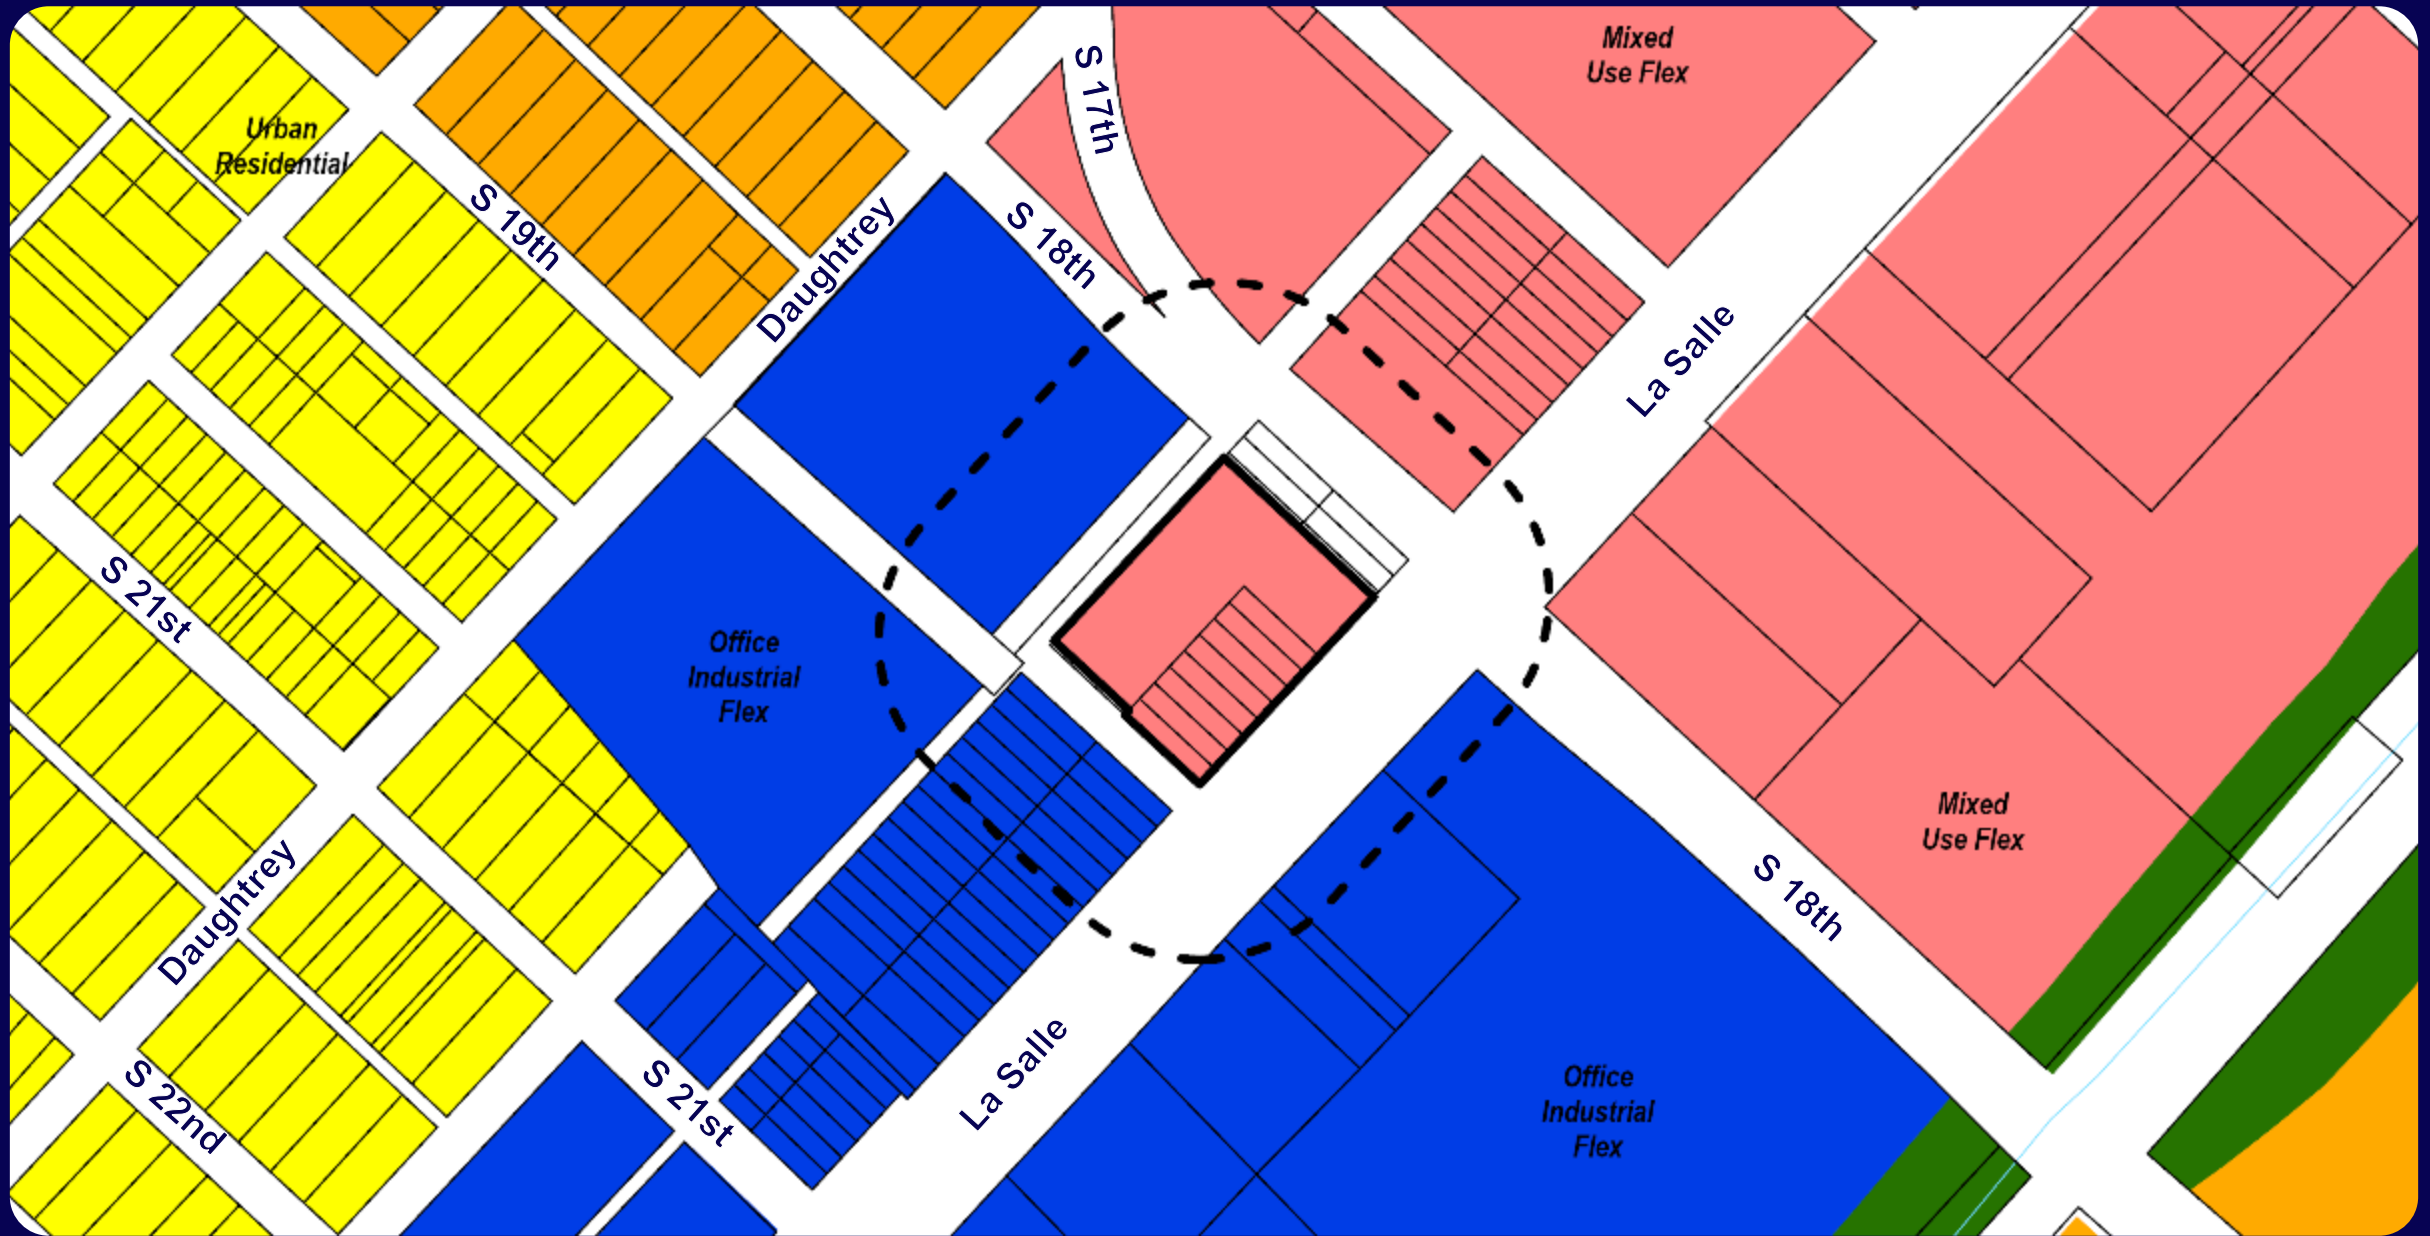 Mixed
Use Flex
S 17th
Urban
Residential
S 19th
S 18th
Daughtrey
La Salle
S 21st
Office
Industrial
Flex
Mixed
Use Flex
Daughtrey
S 18th
La Salle
S 22nd
S 21st
Office
Industrial
Flex